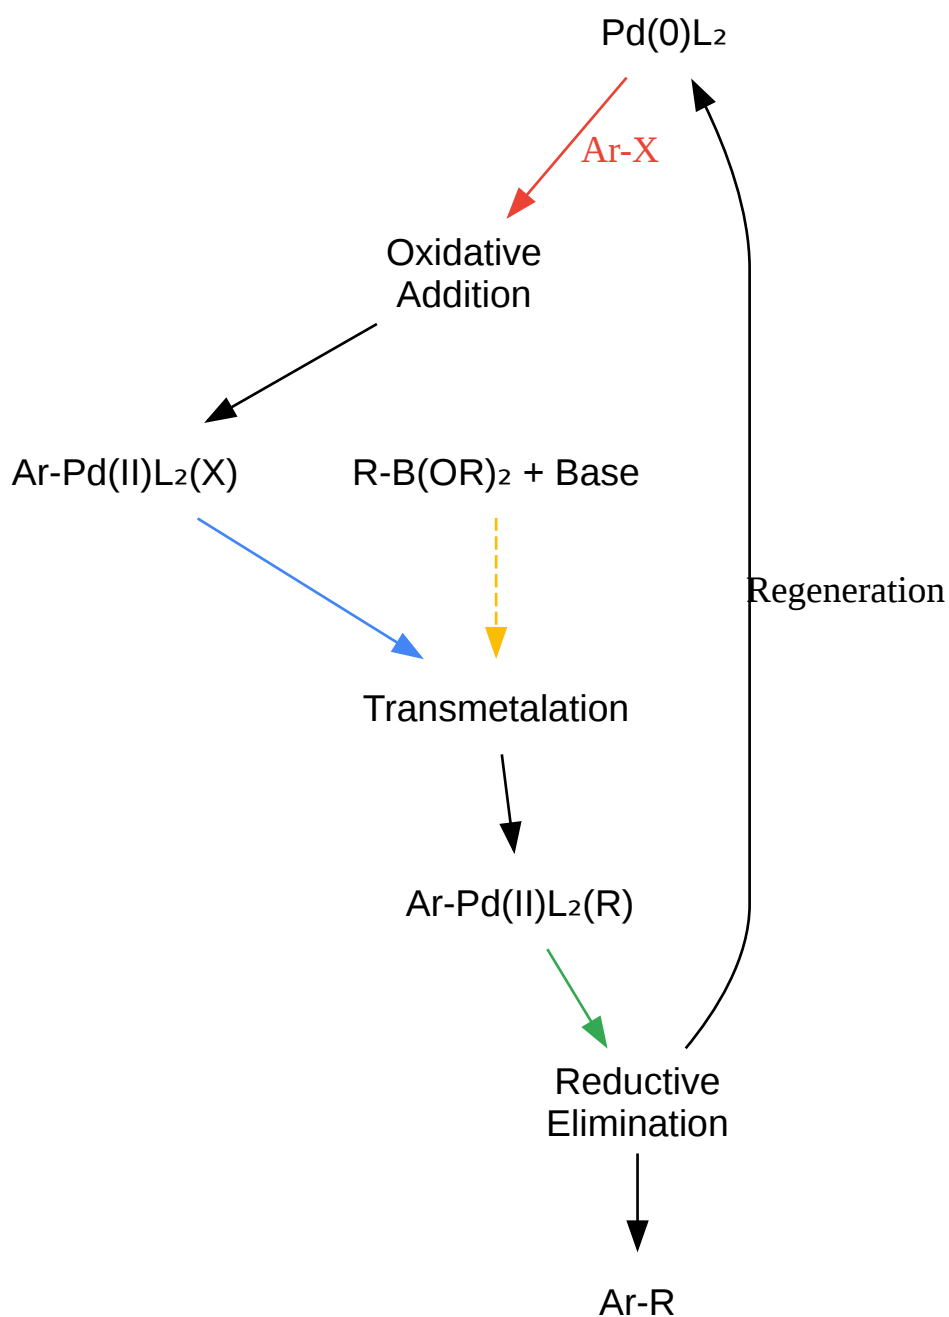 Pd(0)L₂
Ar-X
Oxidative
Addition
Ar-Pd(II)L₂(X)
R-B(OR)₂ + Base
Regeneration
Transmetalation
Ar-Pd(II)L₂(R)
Reductive
Elimination
Ar-R